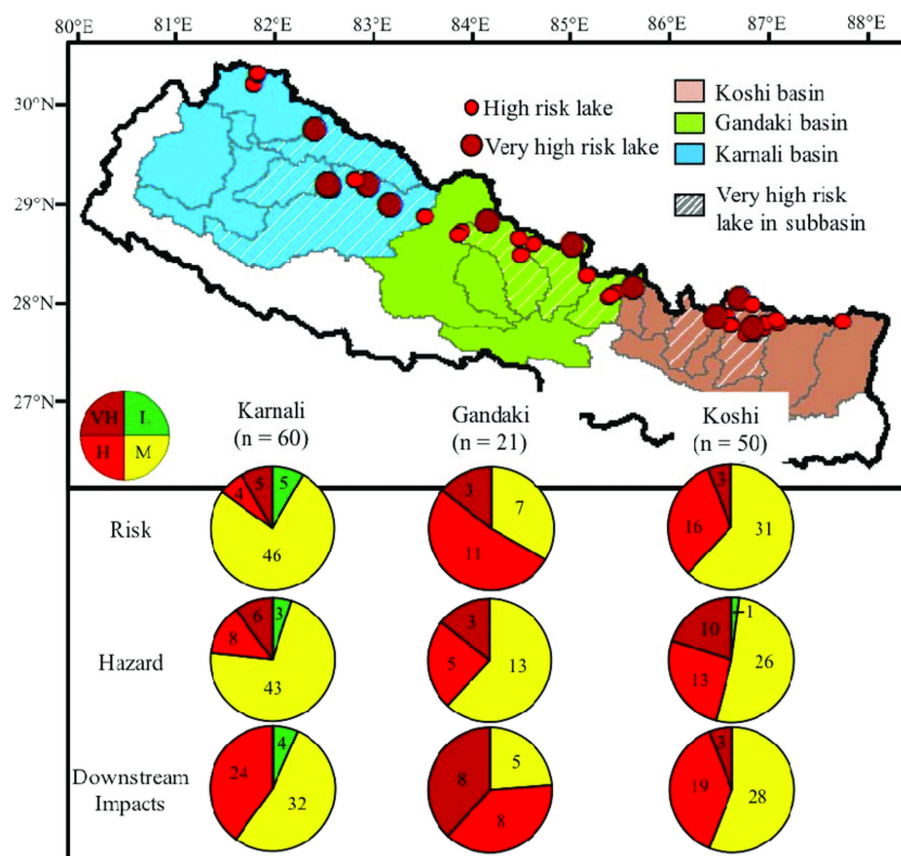 80°E 81°E 82°E 83°E 84°E 85°E 86°E 87°E 88°E
30°N
29°N
28°N
27°N
High risk lake
Very high risk lake
Koshi basin
Gandaki basin
Karnali basin
Very high risk
lake in subbasin
VH L
H M
Karnali
(n = 60)
Gandaki
(n = 21)
Koshi
(n = 50)
Risk
4 5 5
46
3 7
11
3
16 31
Hazard
6 3
8
43
3
5 13
1
10
13 26
Downstream
Impacts
4
24 32
8 5
8
3
19 28